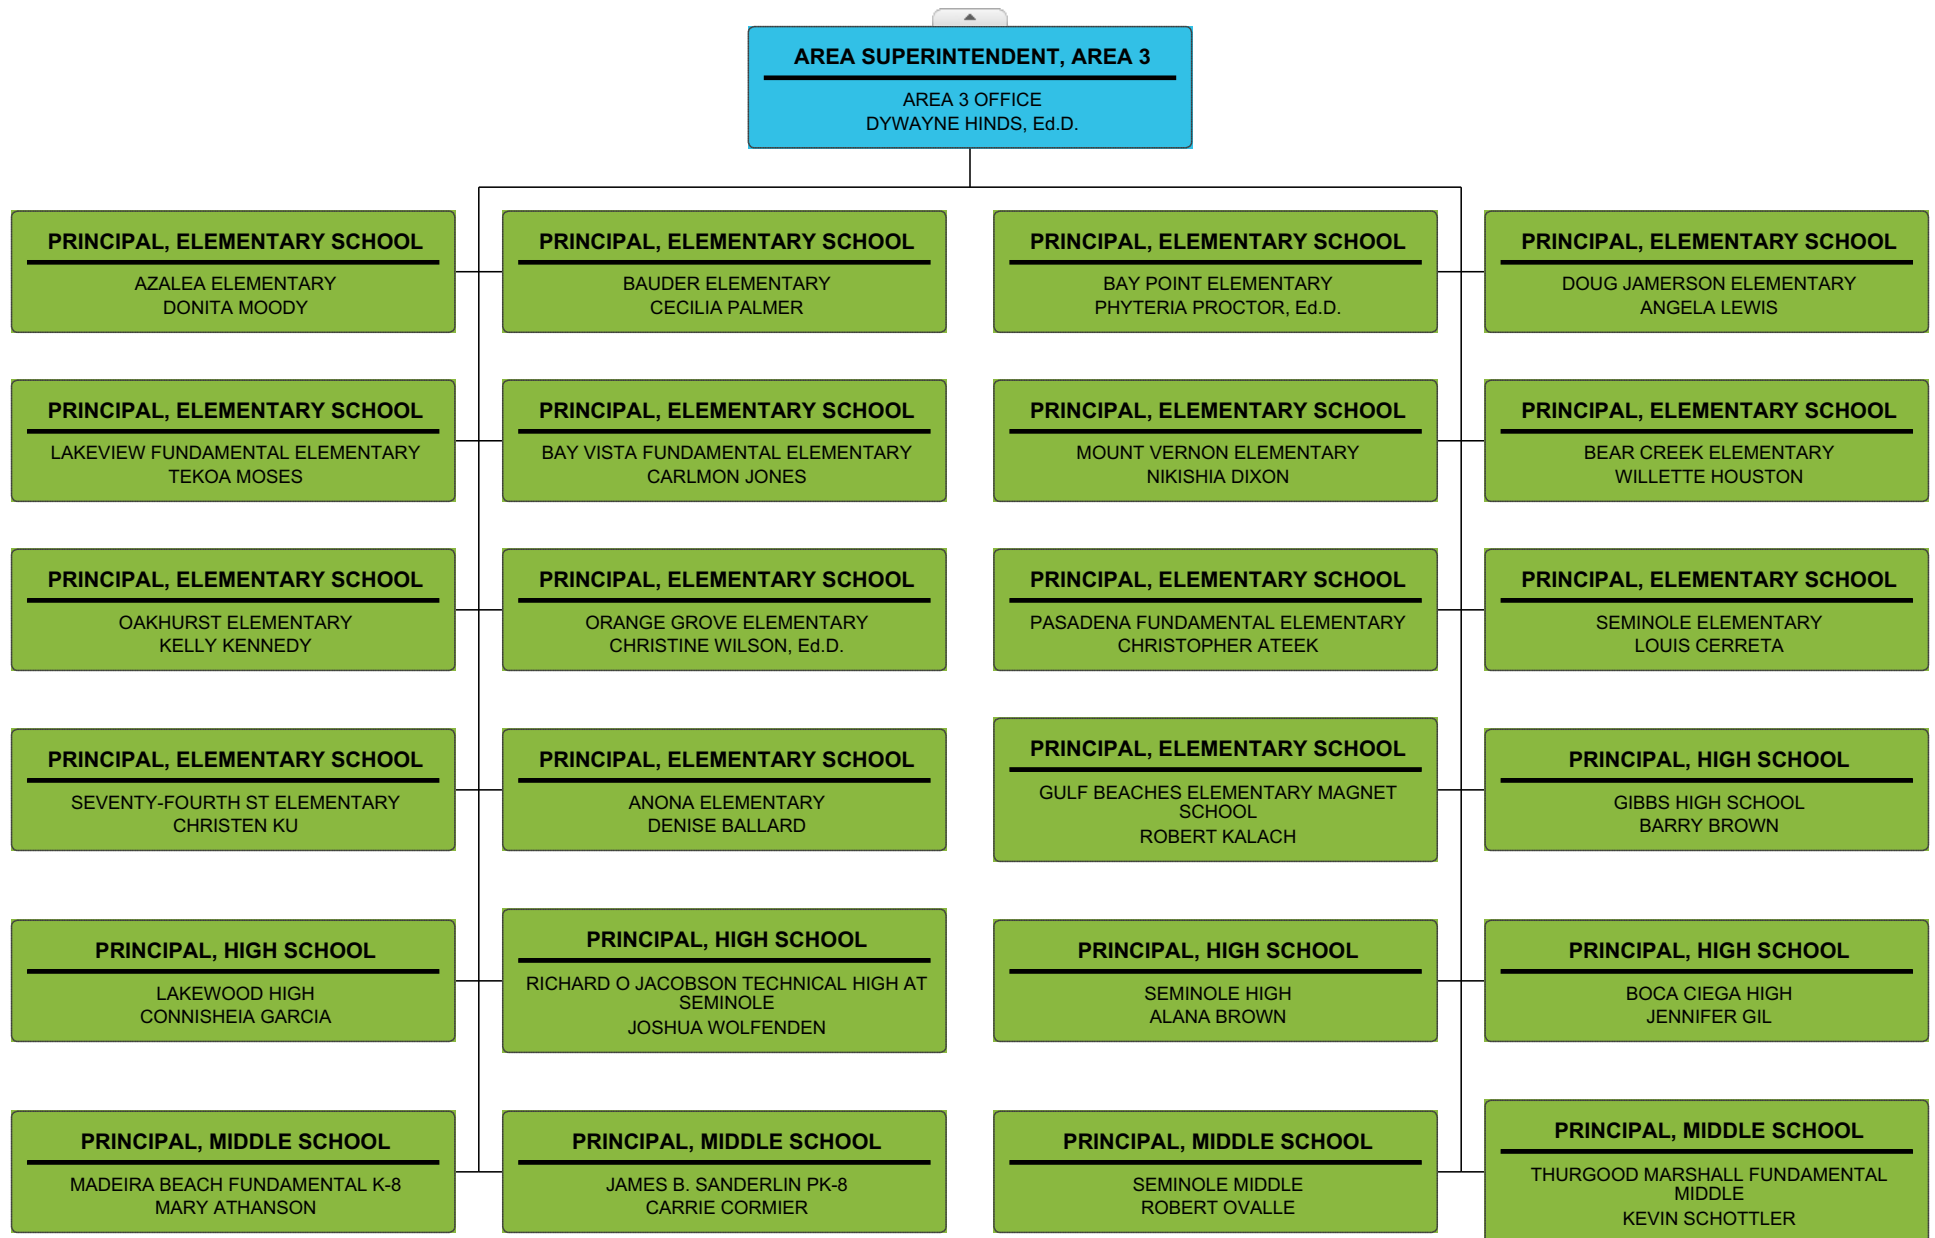 AREA SUPERINTENDENT, AREA 3
AREA 3 OFFICE
DYWAYNE HINDS, Ed.D.
PRINCIPAL, ELEMENTARY SCHOOL
AZALEA ELEMENTARY
DONITA MOODY
PRINCIPAL, ELEMENTARY SCHOOL
BAUDER ELEMENTARY
CECILIA PALMER
PRINCIPAL, ELEMENTARY SCHOOL
BAY POINT ELEMENTARY
PHYTERIA PROCTOR, Ed.D.
PRINCIPAL, ELEMENTARY SCHOOL
DOUG JAMERSON ELEMENTARY
ANGELA LEWIS
PRINCIPAL, ELEMENTARY SCHOOL
LAKEVIEW FUNDAMENTAL ELEMENTARY
TEKOA MOSES
PRINCIPAL, ELEMENTARY SCHOOL
BAY VISTA FUNDAMENTAL ELEMENTARY
CARLMON JONES
PRINCIPAL, ELEMENTARY SCHOOL
MOUNT VERNON ELEMENTARY
NIKISHIA DIXON
PRINCIPAL, ELEMENTARY SCHOOL
BEAR CREEK ELEMENTARY
WILLETTE HOUSTON
PRINCIPAL, ELEMENTARY SCHOOL
OAKHURST ELEMENTARY
KELLY KENNEDY
PRINCIPAL, ELEMENTARY SCHOOL
ORANGE GROVE ELEMENTARY
CHRISTINE WILSON, Ed.D.
PRINCIPAL, ELEMENTARY SCHOOL
PASADENA FUNDAMENTAL ELEMENTARY
CHRISTOPHER ATEEK
PRINCIPAL, ELEMENTARY SCHOOL
SEMINOLE ELEMENTARY
LOUIS CERRETA
PRINCIPAL, ELEMENTARY SCHOOL
SEVENTY-FOURTH ST ELEMENTARY
CHRISTEN KU
PRINCIPAL, ELEMENTARY SCHOOL
ANONA ELEMENTARY
DENISE BALLARD
PRINCIPAL, ELEMENTARY SCHOOL
GULF BEACHES ELEMENTARY MAGNET
SCHOOL
ROBERT KALACH
PRINCIPAL, HIGH SCHOOL
GIBBS HIGH SCHOOL
BARRY BROWN
PRINCIPAL, HIGH SCHOOL
LAKEWOOD HIGH
CONNISHEIA GARCIA
PRINCIPAL, HIGH SCHOOL
RICHARD O JACOBSON TECHNICAL HIGH AT
SEMINOLE
JOSHUA WOLFENDEN
PRINCIPAL, HIGH SCHOOL
SEMINOLE HIGH
ALANA BROWN
PRINCIPAL, HIGH SCHOOL
BOCA CIEGA HIGH
JENNIFER GIL
PRINCIPAL, MIDDLE SCHOOL
MADEIRA BEACH FUNDAMENTAL K-8
MARY ATHANSON
PRINCIPAL, MIDDLE SCHOOL
JAMES B. SANDERLIN PK-8
CARRIE CORMIER
PRINCIPAL, MIDDLE SCHOOL
SEMINOLE MIDDLE
ROBERT OVALLE
PRINCIPAL, MIDDLE SCHOOL
THURGOOD MARSHALL FUNDAMENTAL
MIDDLE
KEVIN SCHOTTLER